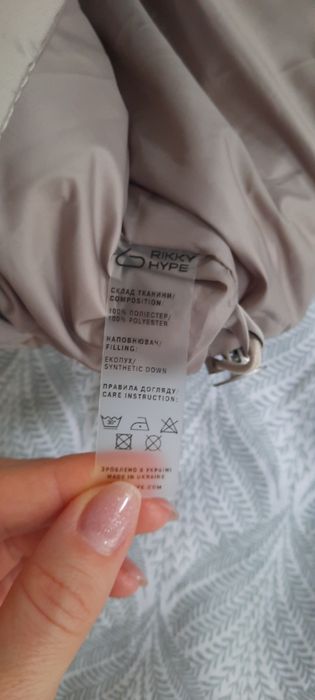 RIKKY
HYPE
СКЛАД ТКАНИНИ/
COMPOSITION:
100% ПОЛІЕСТЕР/
100% POLYESTER
НАПОВНЮВАЧ/
FILLING:
ЕКОПУХ/
SYNTHETIC DOWN
ПРАВИЛА ДОГЛЯДУ/
CARE INSTRUCTION:
30°
ЗРОБЛЕНО В УКРАЇНІ
MADE IN UKRAINE